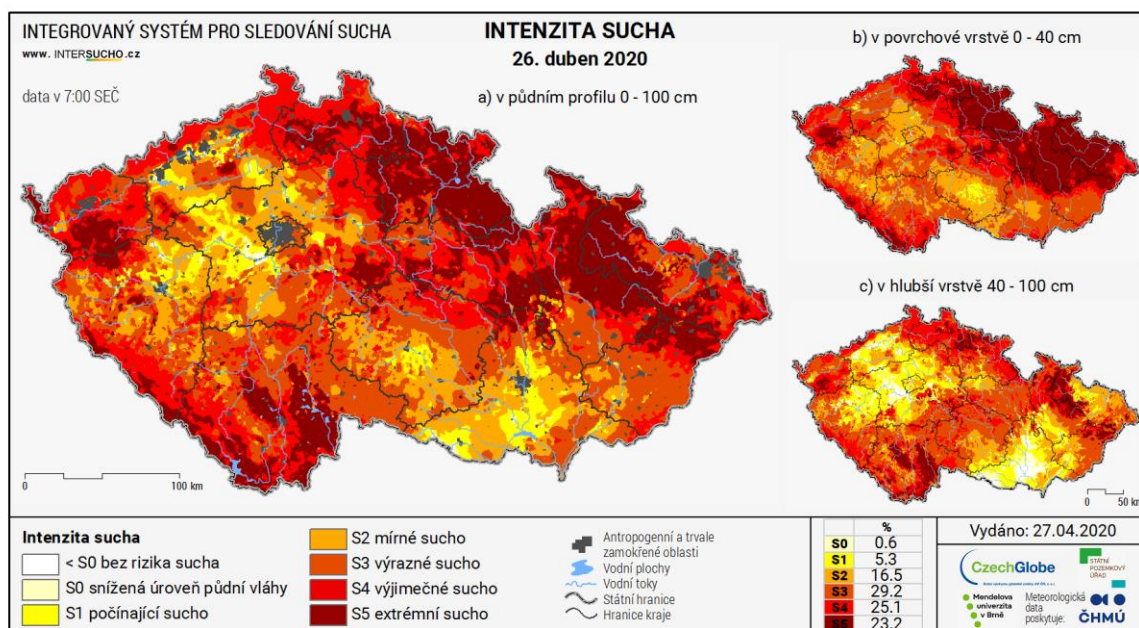 INTEGROVANÝ SYSTÉM PRO SLEDOVÁNÍ SUCHA
www. INTERSUCHO.cz
data v 7:00 SEČ
INTENZITA SUCHA
26. duben 2020
a) v půdním profilu 0 - 100 cm
b) v povrchové vrstvě 0 - 40 cm
c) v hlubší vrstvě 40 - 100 cm
0 100 km
0 50 km
Intenzita sucha
< S0 bez rizika sucha
S0 snížená úroveň půdní vláhy
S1 počínající sucho
S2 mírné sucho
S3 výrazné sucho
S4 výjimečné sucho
S5 extrémní sucho
Antropogenní a trvale
zamokřené oblasti
Vodní plochy
Vodní toky
Státní hranice
Hranice kraje
%
S0 0.6
S1 5.3
S2 16.5
S3 29.2
S4 25.1
S5 23.2
Vydáno: 27.04.2020
CzechGlobe
STÁTNÍ
POZEMKOVÝ
ÚŘAD
Mendelova
univerzita
v Brně
Meteorologická
data
poskytuje:
ČHMÚ